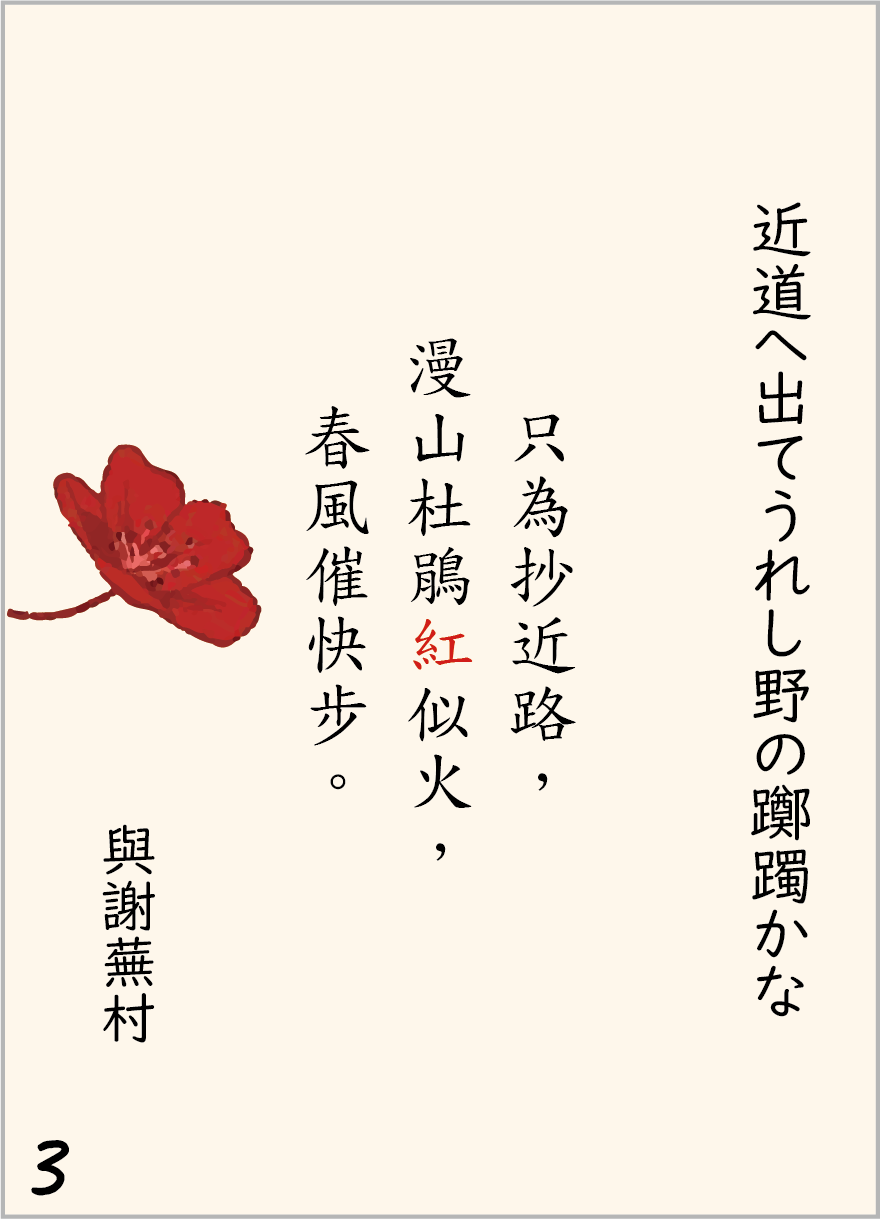 近道へ出てうれし野の躑躅かな
只為抄近路，
漫山杜鵑紅似火，
春風催快步。
與謝蕪村
3